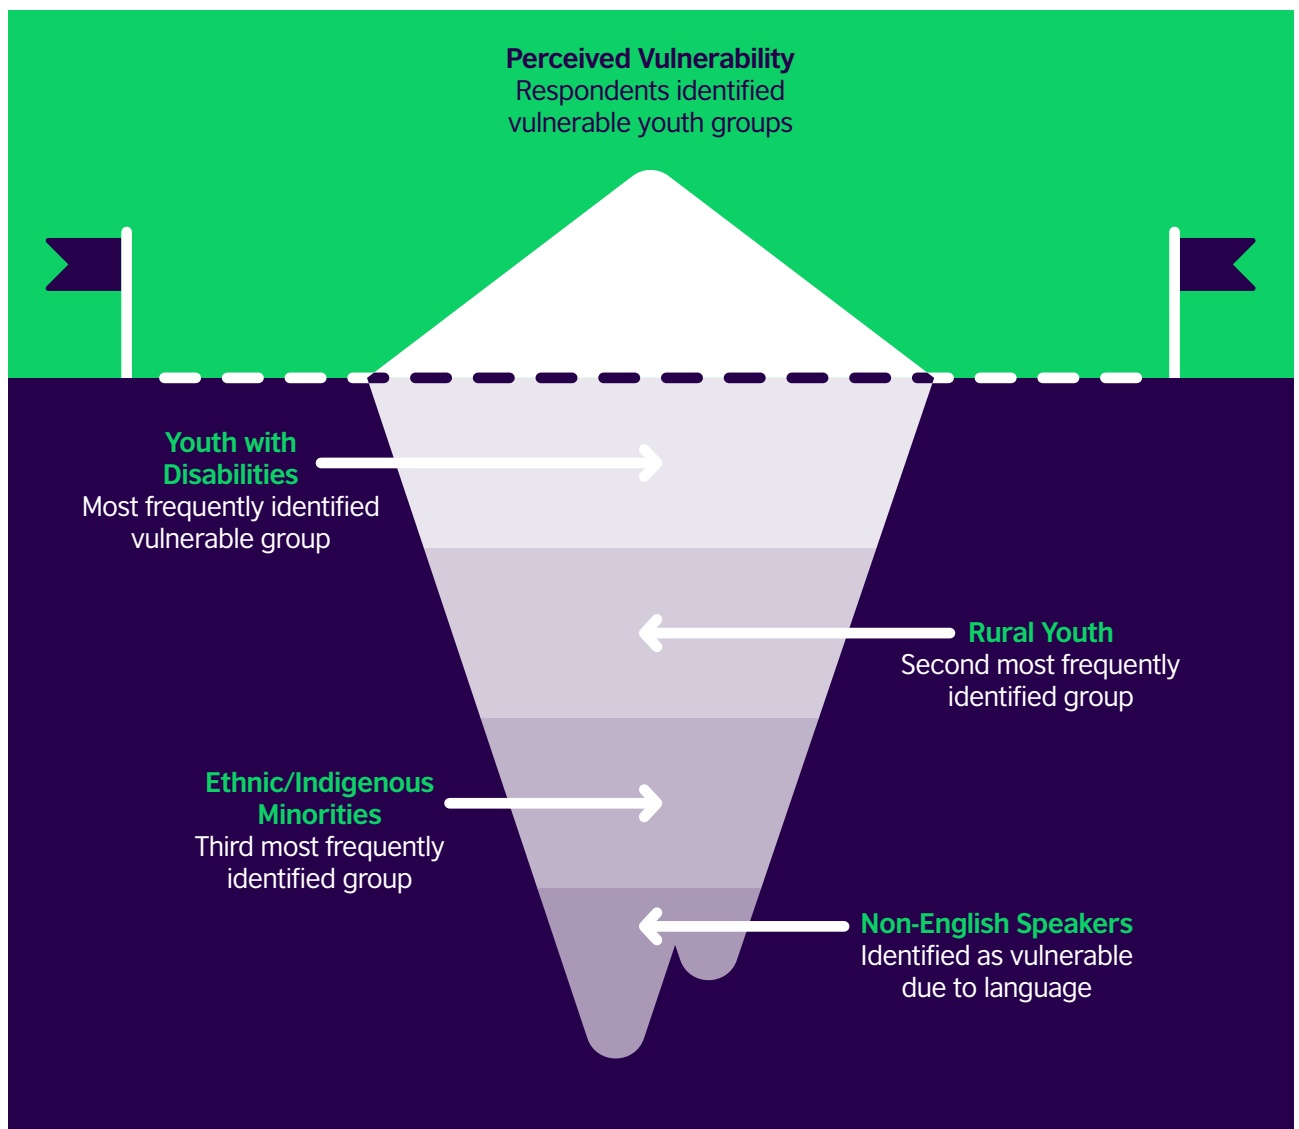 Perceived Vulnerability
Respondents identified
vulnerable youth groups
Youth with
Disabilities
Most frequently identified
vulnerable group
Rural Youth
Second most frequently
identified group
Ethnic/Indigenous
Minorities
Third most frequently
identified group
Non-English Speakers
Identified as vulnerable
due to language